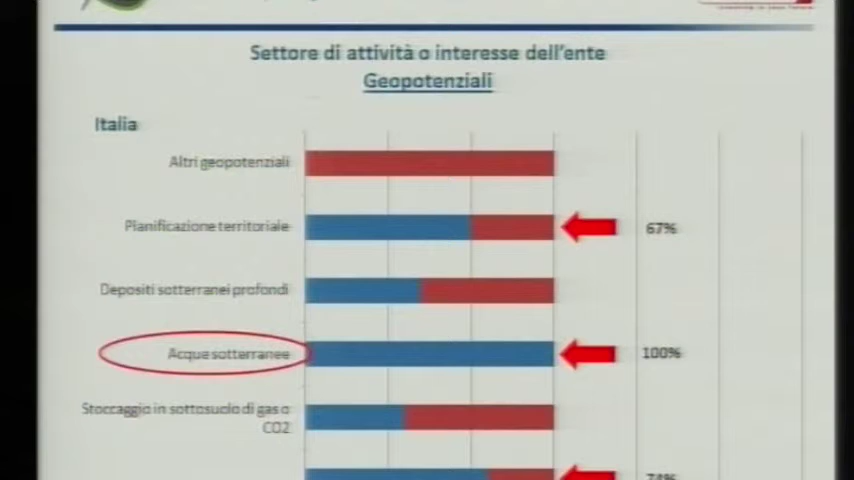 Settore di attività o interesse dell'ente
Geopotenziali
Italia
Altri geopotenziali
Pianificazione territoriale
67%
Depositi sotterranei profondi
Acque sotterranee
100%
Stoccaggio in sottosuolo di gas o
CO2
74%